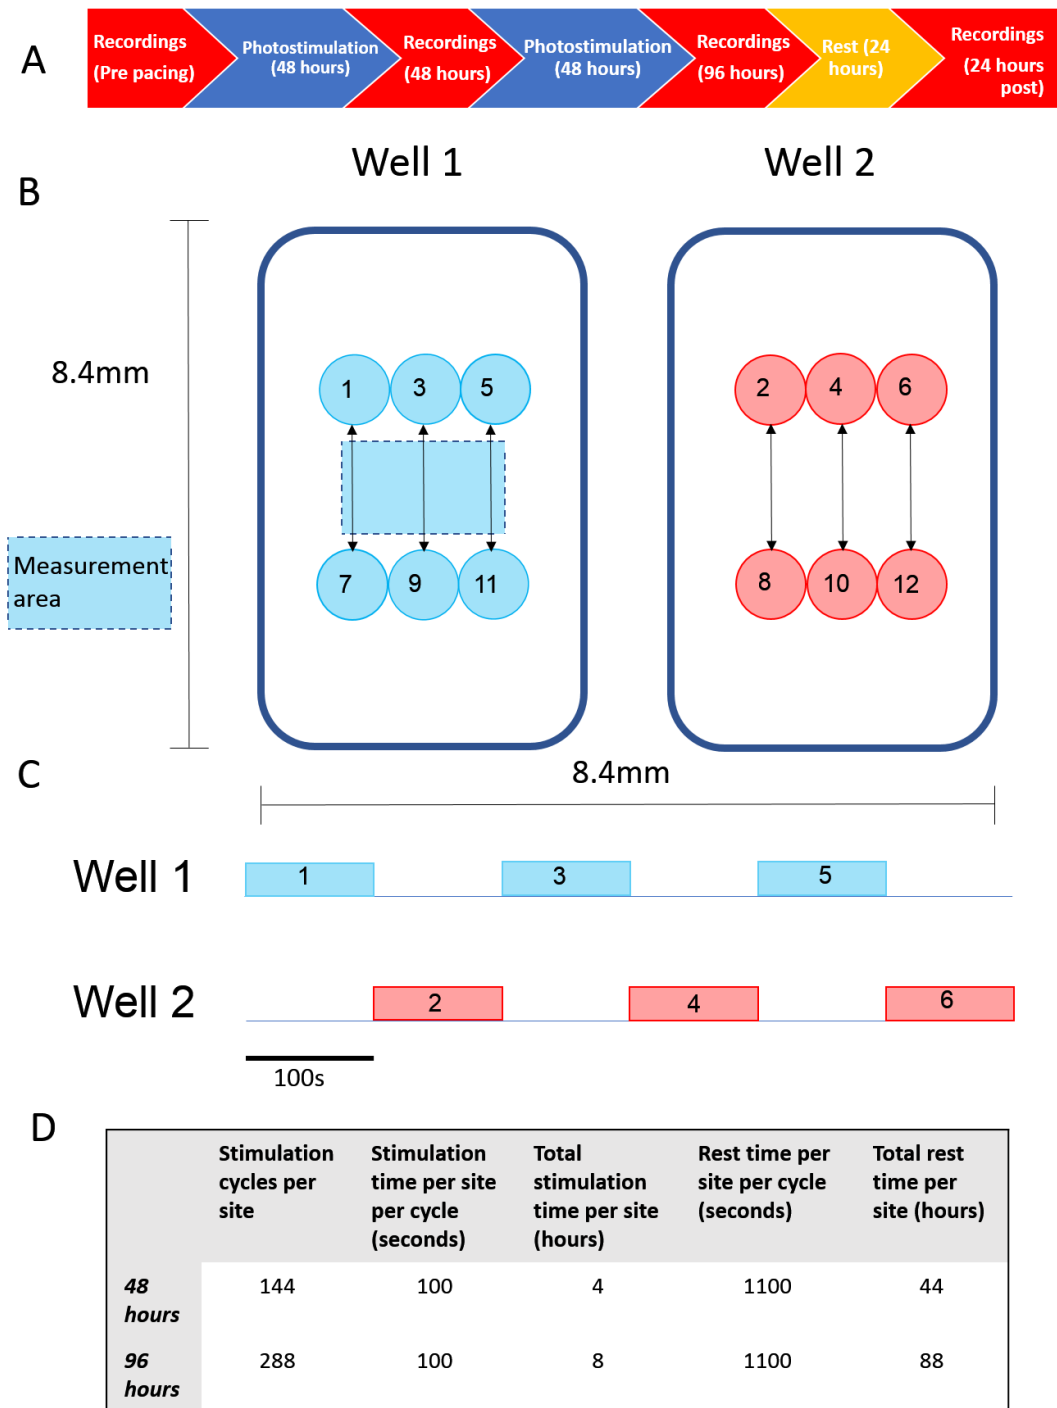 A
Recordings
(Pre pacing)
Photostimulation
(48 hours)
Recordings
(48 hours)
Photostimulation
(48 hours)
Recordings
(96 hours)
Rest (24
hours)
Recordings
(24 hours
post)
B
Well 1
Well 2
8.4mm
1 3 5
2 4 6
Measurement
area
7 9 11
8 10 12
8.4mm
C
Well 1
1 3 5
Well 2
2 4 6
100s
D
Stimulation
cycles per
site
Stimulation
time per site
per cycle
(seconds)
Total
stimulation
time per site
(hours)
Rest time per
site per cycle
(seconds)
Total rest
time per
site (hours)
48
hours
144 100 4 1100 44
96
hours
288 100 8 1100 88